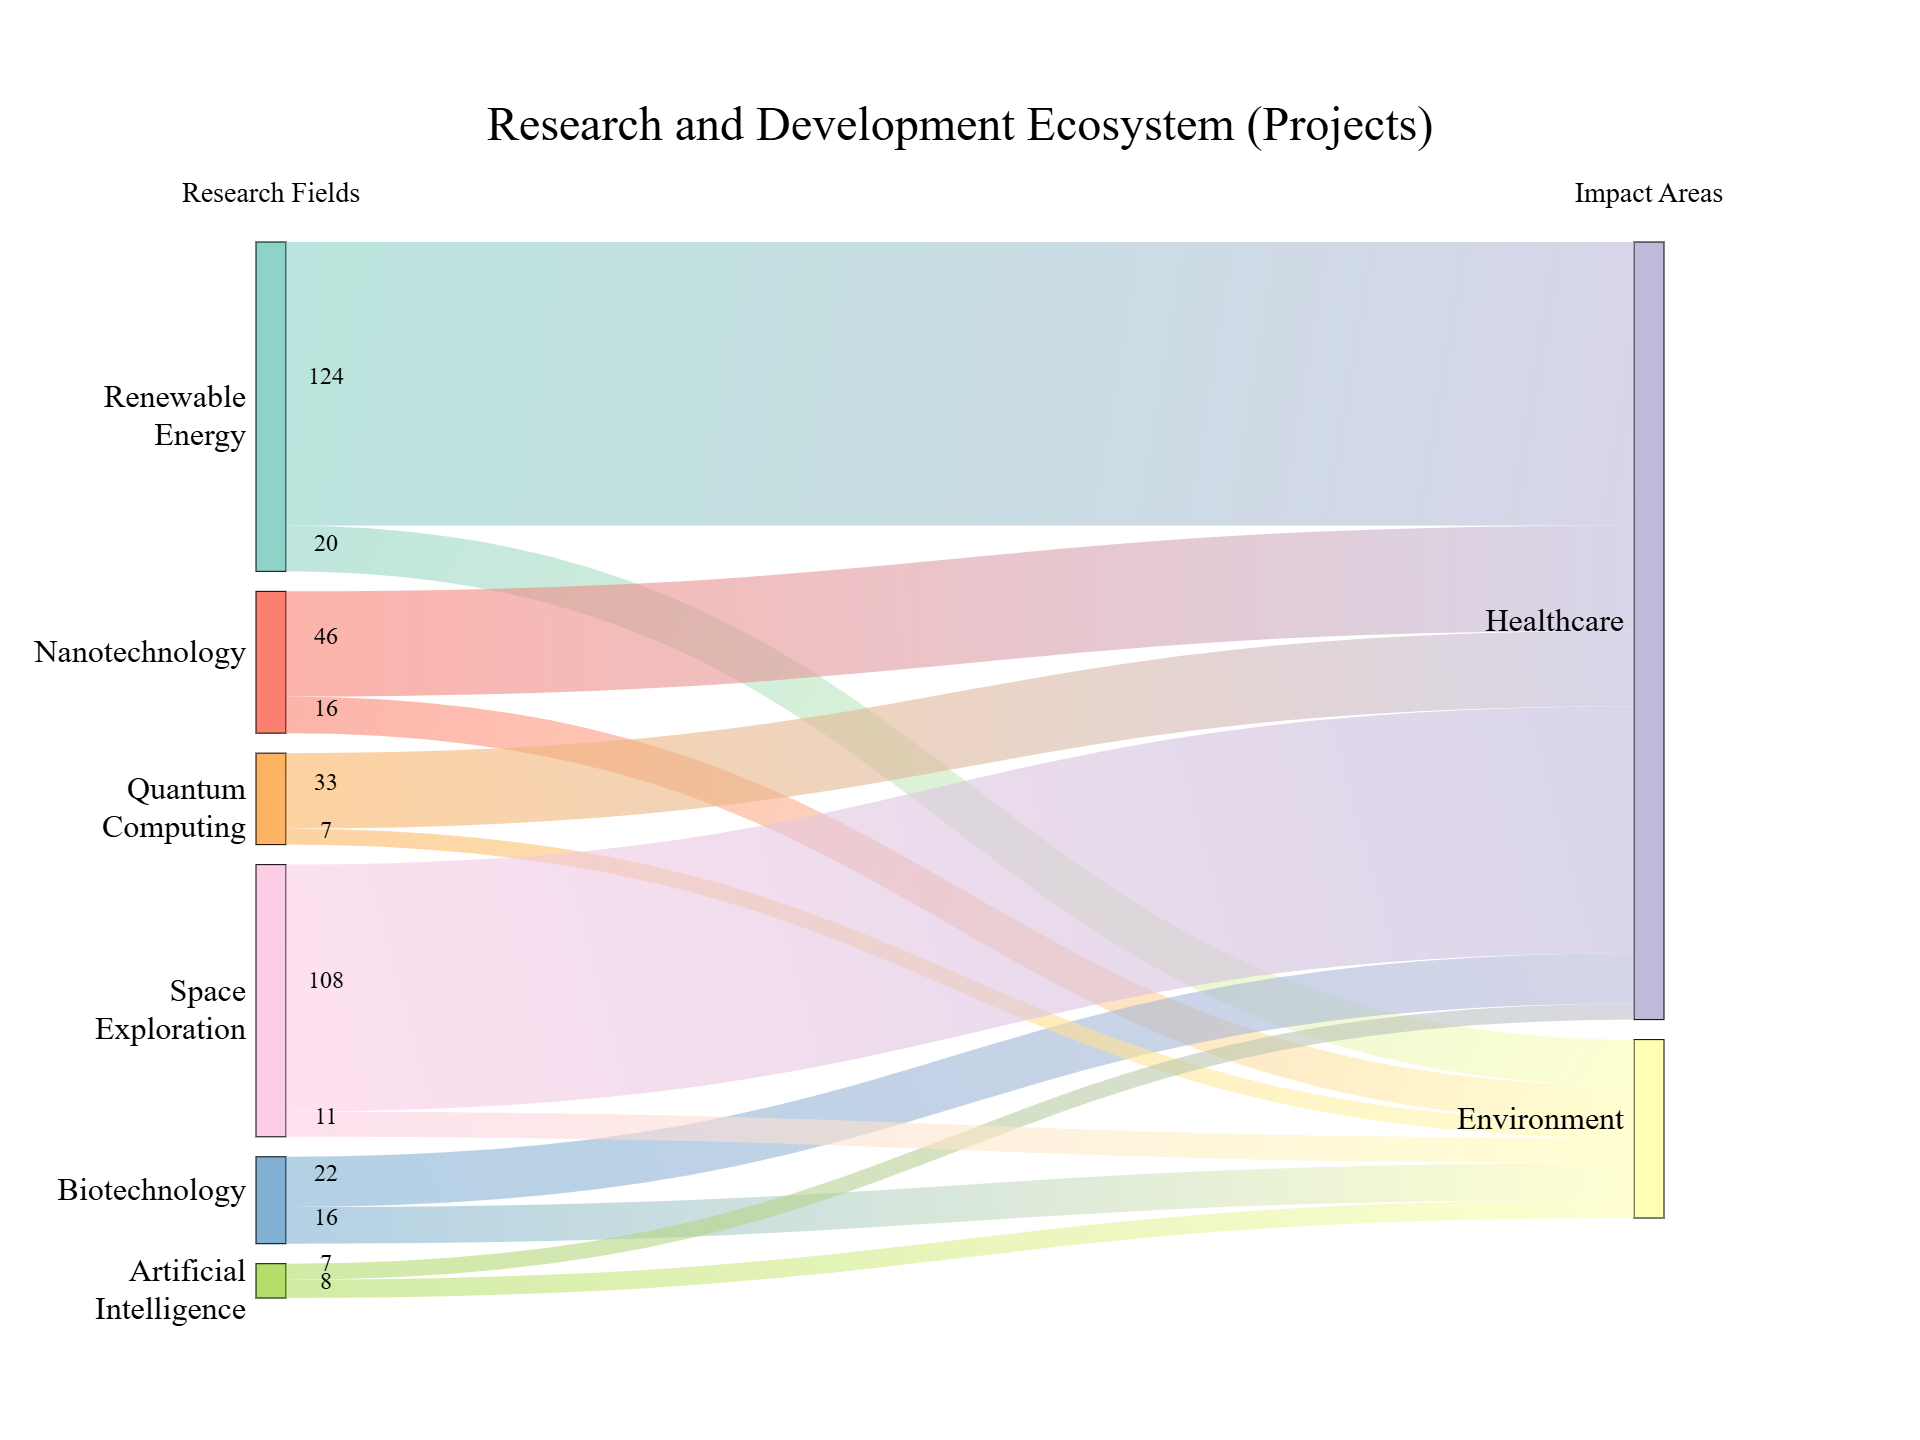 Research and Development Ecosystem (Projects)
Research Fields
Impact Areas
124
Renewable
Energy
20
Nanotechnology
46
16
Quantum
Computing
33
7
Space
Exploration
108
11
Biotechnology
22
16
Artificial
Intelligence
7
8
Healthcare
Environment